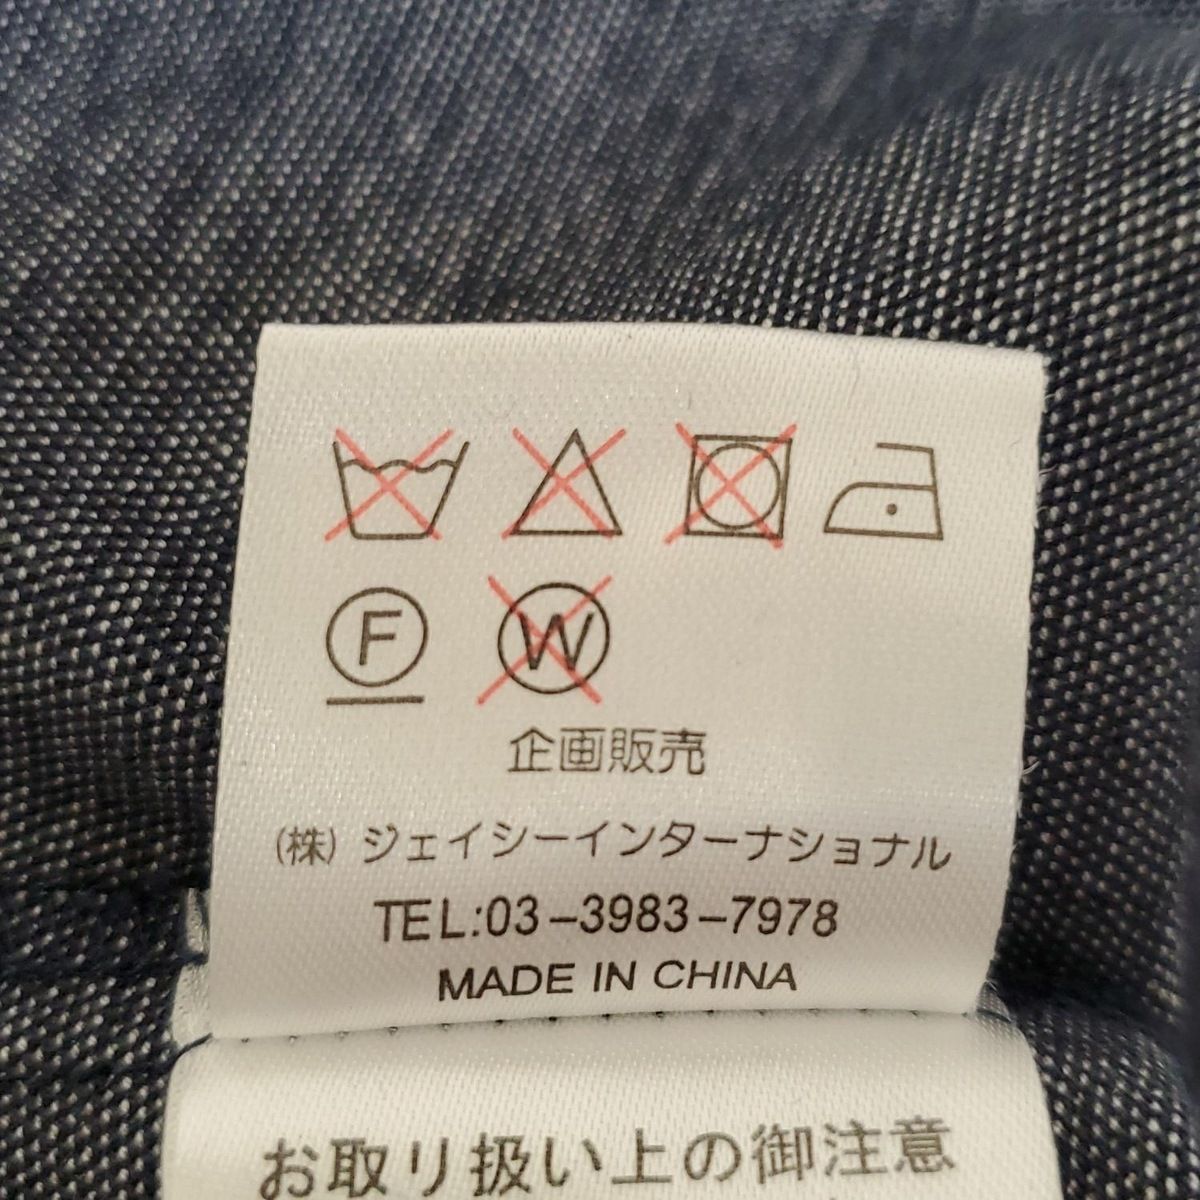 F W
企画販売
(株) ジェイシーインターナショナル
TEL:03-3983-7978
MADE IN CHINA
お取り扱い上の御注意